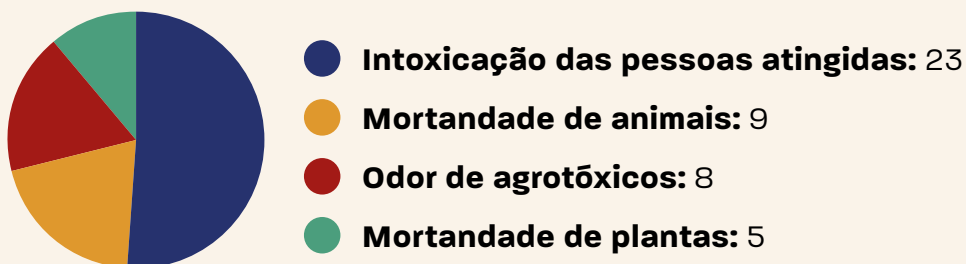 Intoxicação das pessoas atingidas: 23
Mortandade de animais: 9
Odor de agrotóxicos: 8
Mortandade de plantas: 5